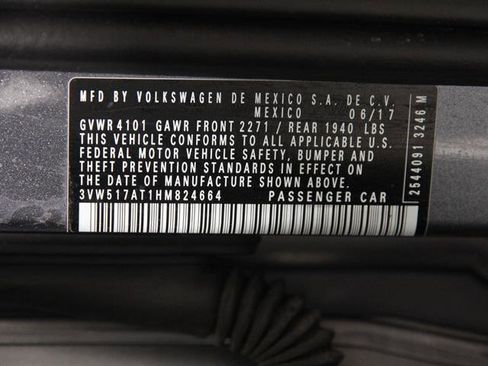 MFD BY VOLKSWAGEN DE MEXICO S.A. DE C.V.
MEXICO 06/17
GVWR 4101 GAWR FRONT 2271 / REAR 1940 LBS
THIS VEHICLE CONFORMS TO ALL APPLICABLE U.S.
FEDERAL MOTOR VEHICLE SAFETY, BUMPER AND
THEFT PREVENTION STANDARDS IN EFFECT ON
THE DATE OF MANUFACTURE SHOWN ABOVE.
3VW517AT1HM824664 PASSENGER CAR
2544091 3246 M